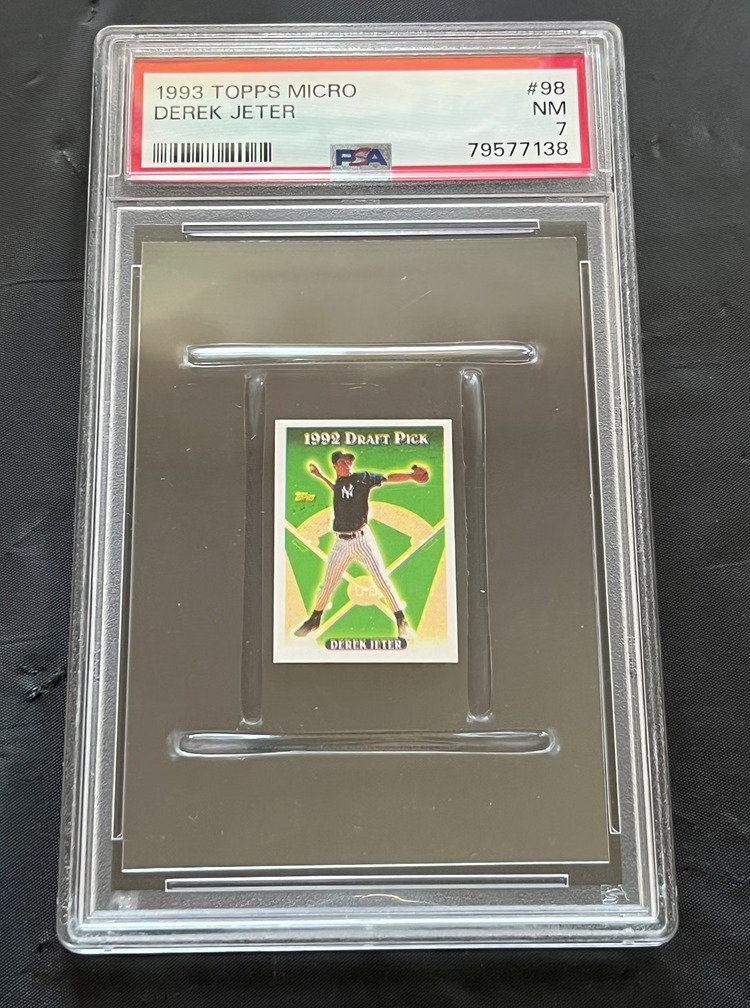 1993 TOPPS MICRO #98
DEREK JETER NM
7
PSA 79577138
1992 DRAFT PICK
Topps
NY
DEREK JETER